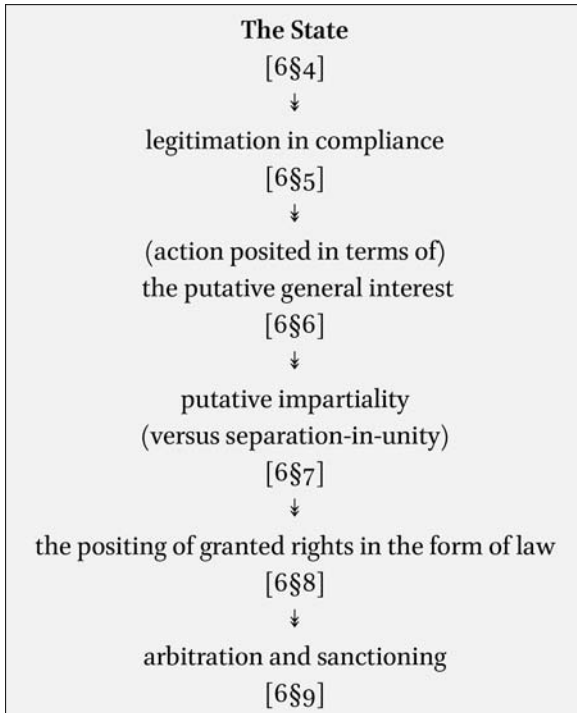 The State
[6§4]
↡
legitimation in compliance
[6§5]
↡
(action posited in terms of)
the putative general interest
[6§6]
↡
putative impartiality
(versus separation-in-unity)
[6§7]
↡
the positing of granted rights in the form of law
[6§8]
↡
arbitration and sanctioning
[6§9]